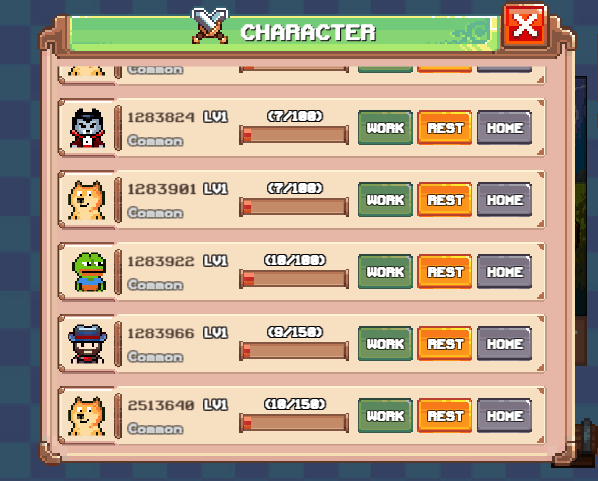 CHARACTER
Common
1283824 LV1 (7/100)
Common
WORK REST HOME
1283901 LV1 (7/100)
Common
WORK REST HOME
1283922 LV1 (10/100)
Common
WORK REST HOME
1283966 LV1 (9/150)
Common
WORK REST HOME
2513640 LV1 (10/150)
Common
WORK REST HOME